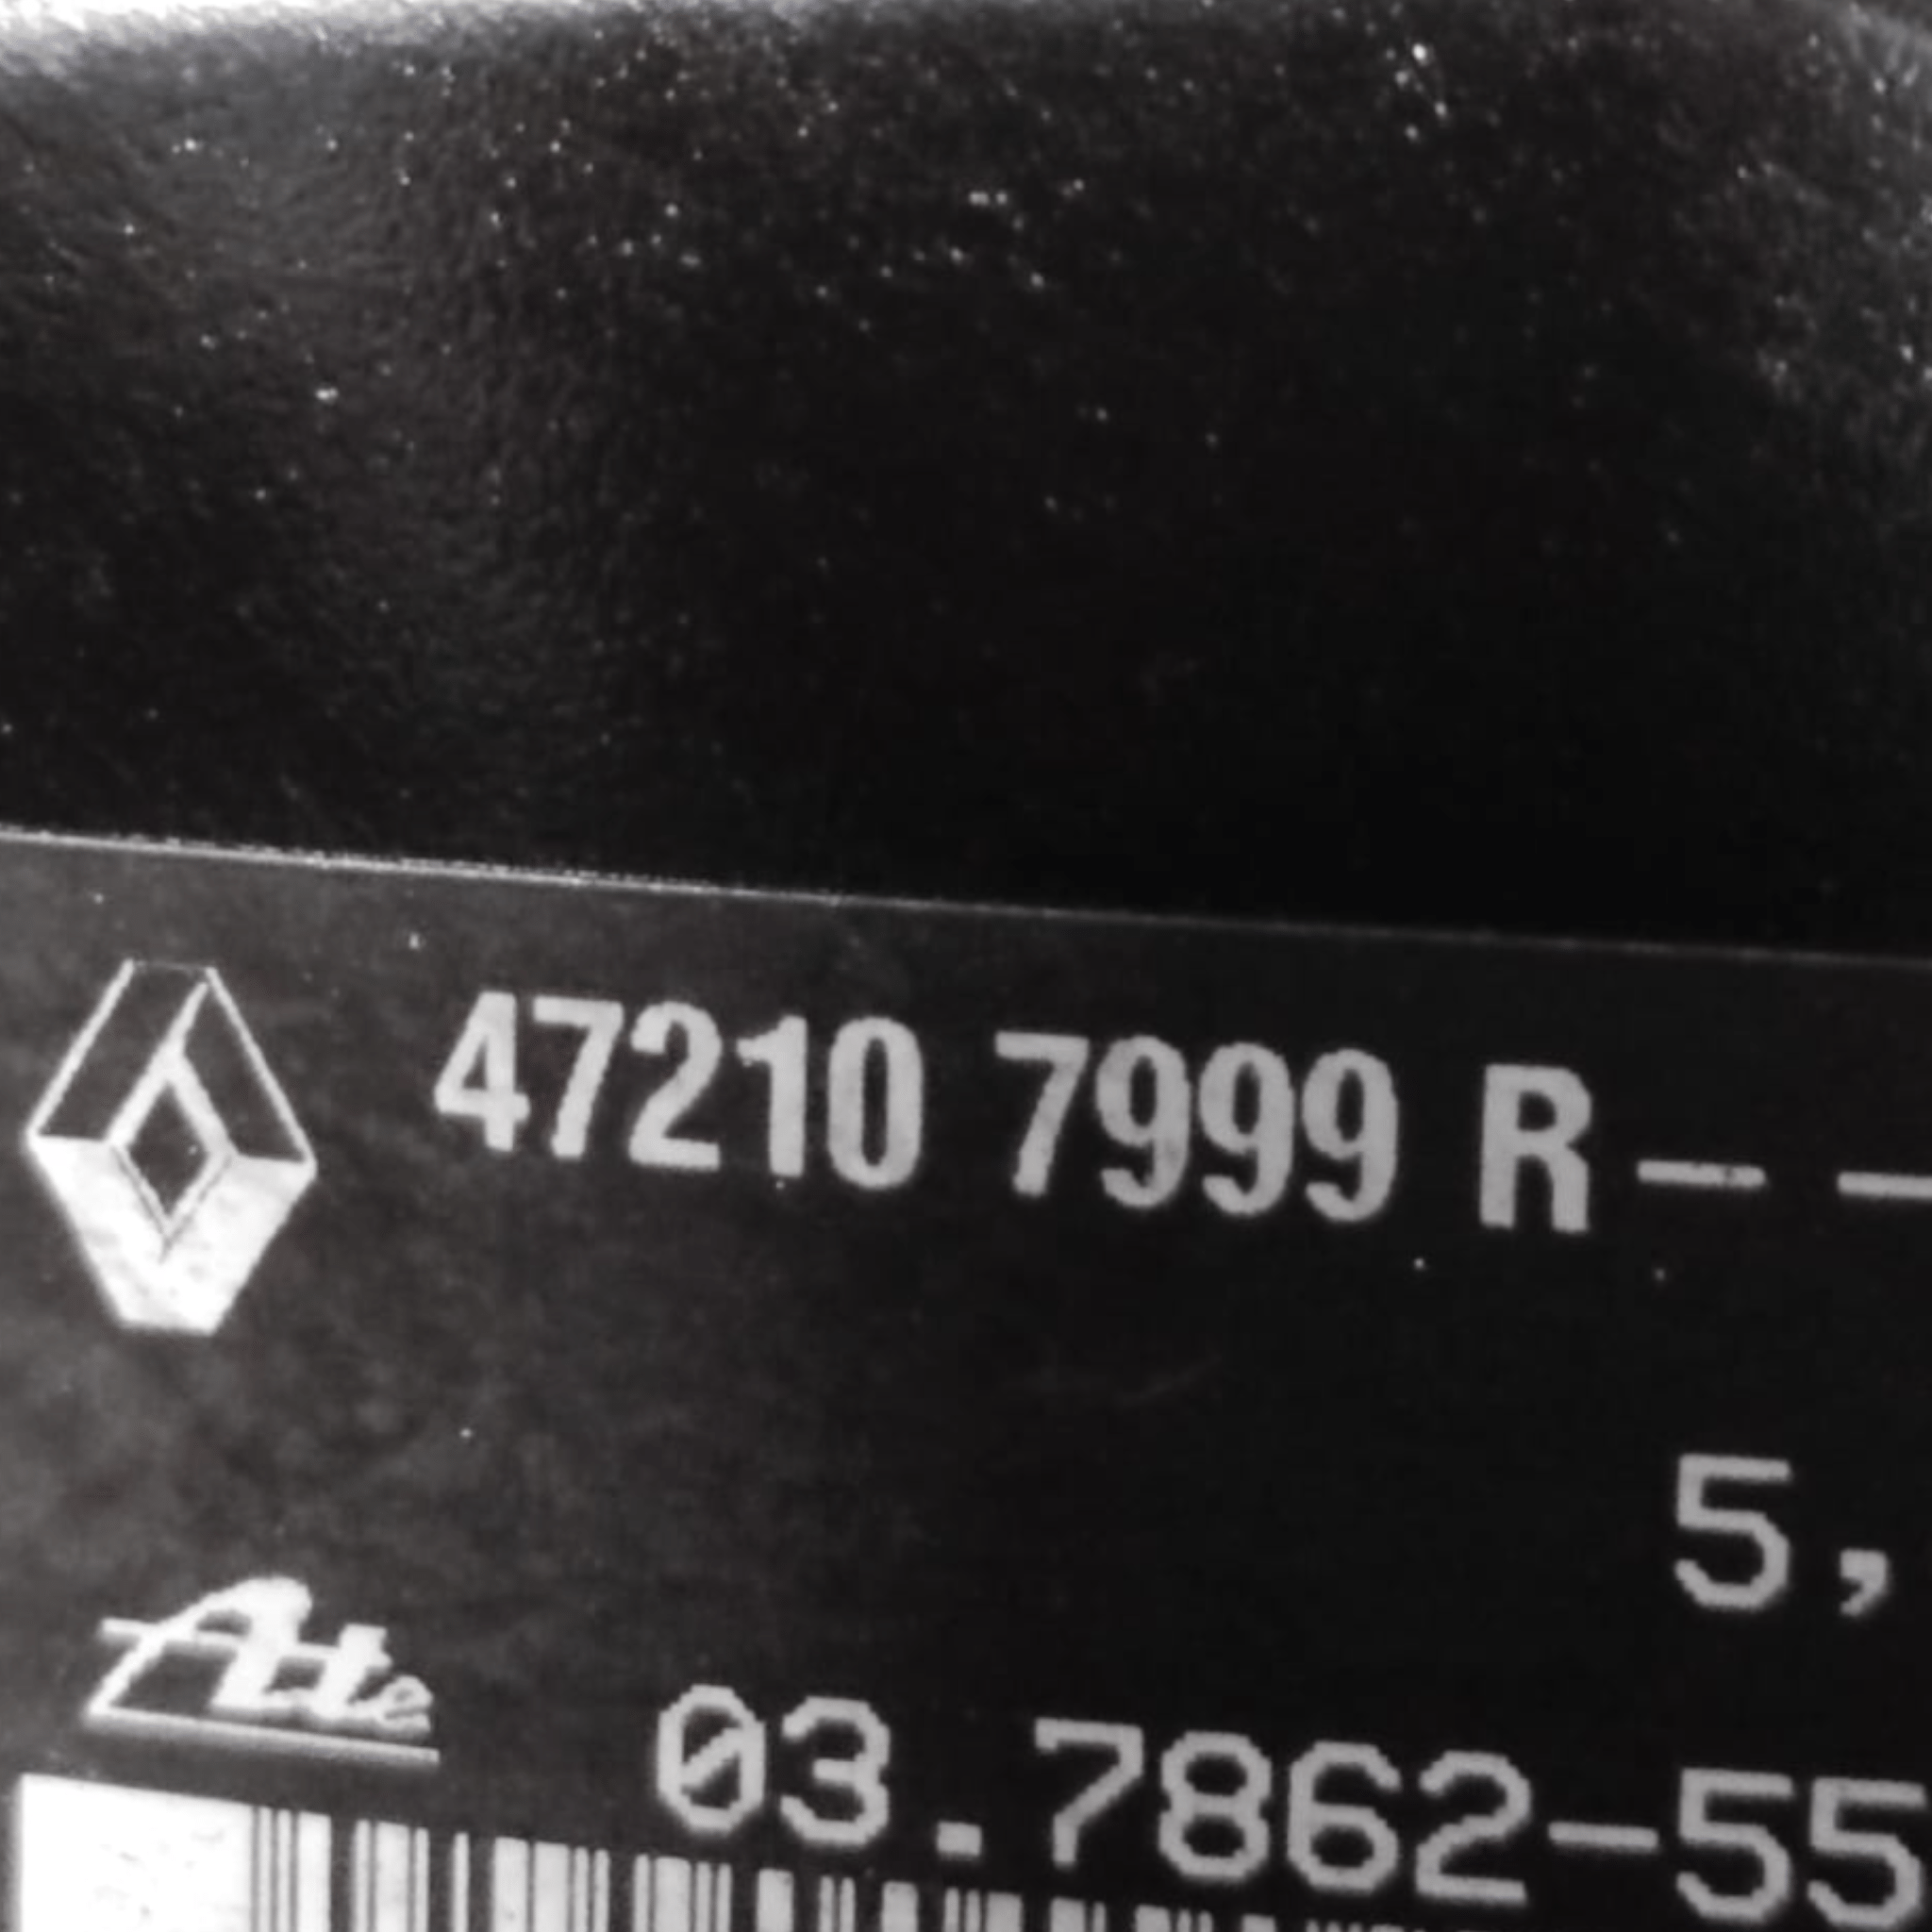 47210 7999 R- -
5,
Ate
03.7862-55